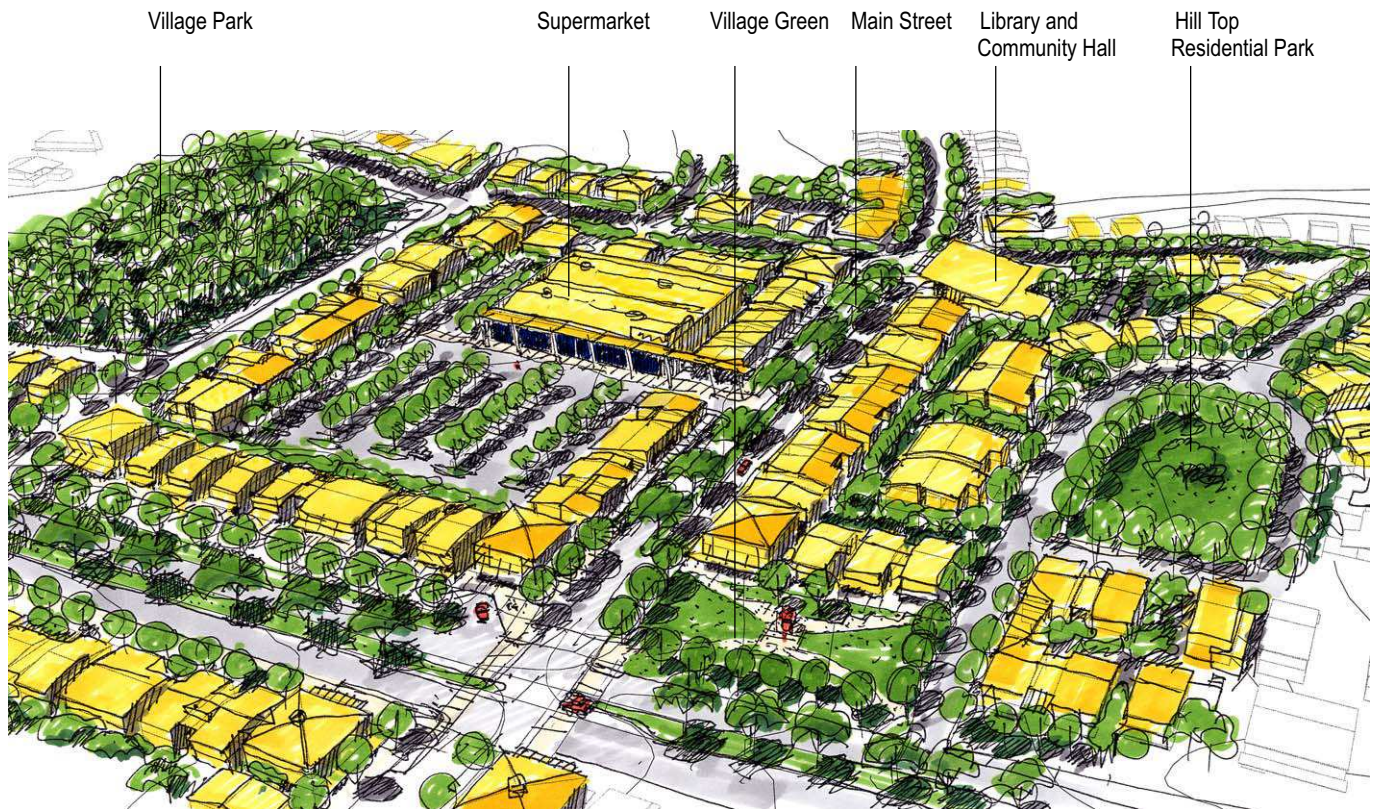 Village Park
Supermarket
Village Green
Main Street
Library and
Community Hall
Hill Top
Residential Park